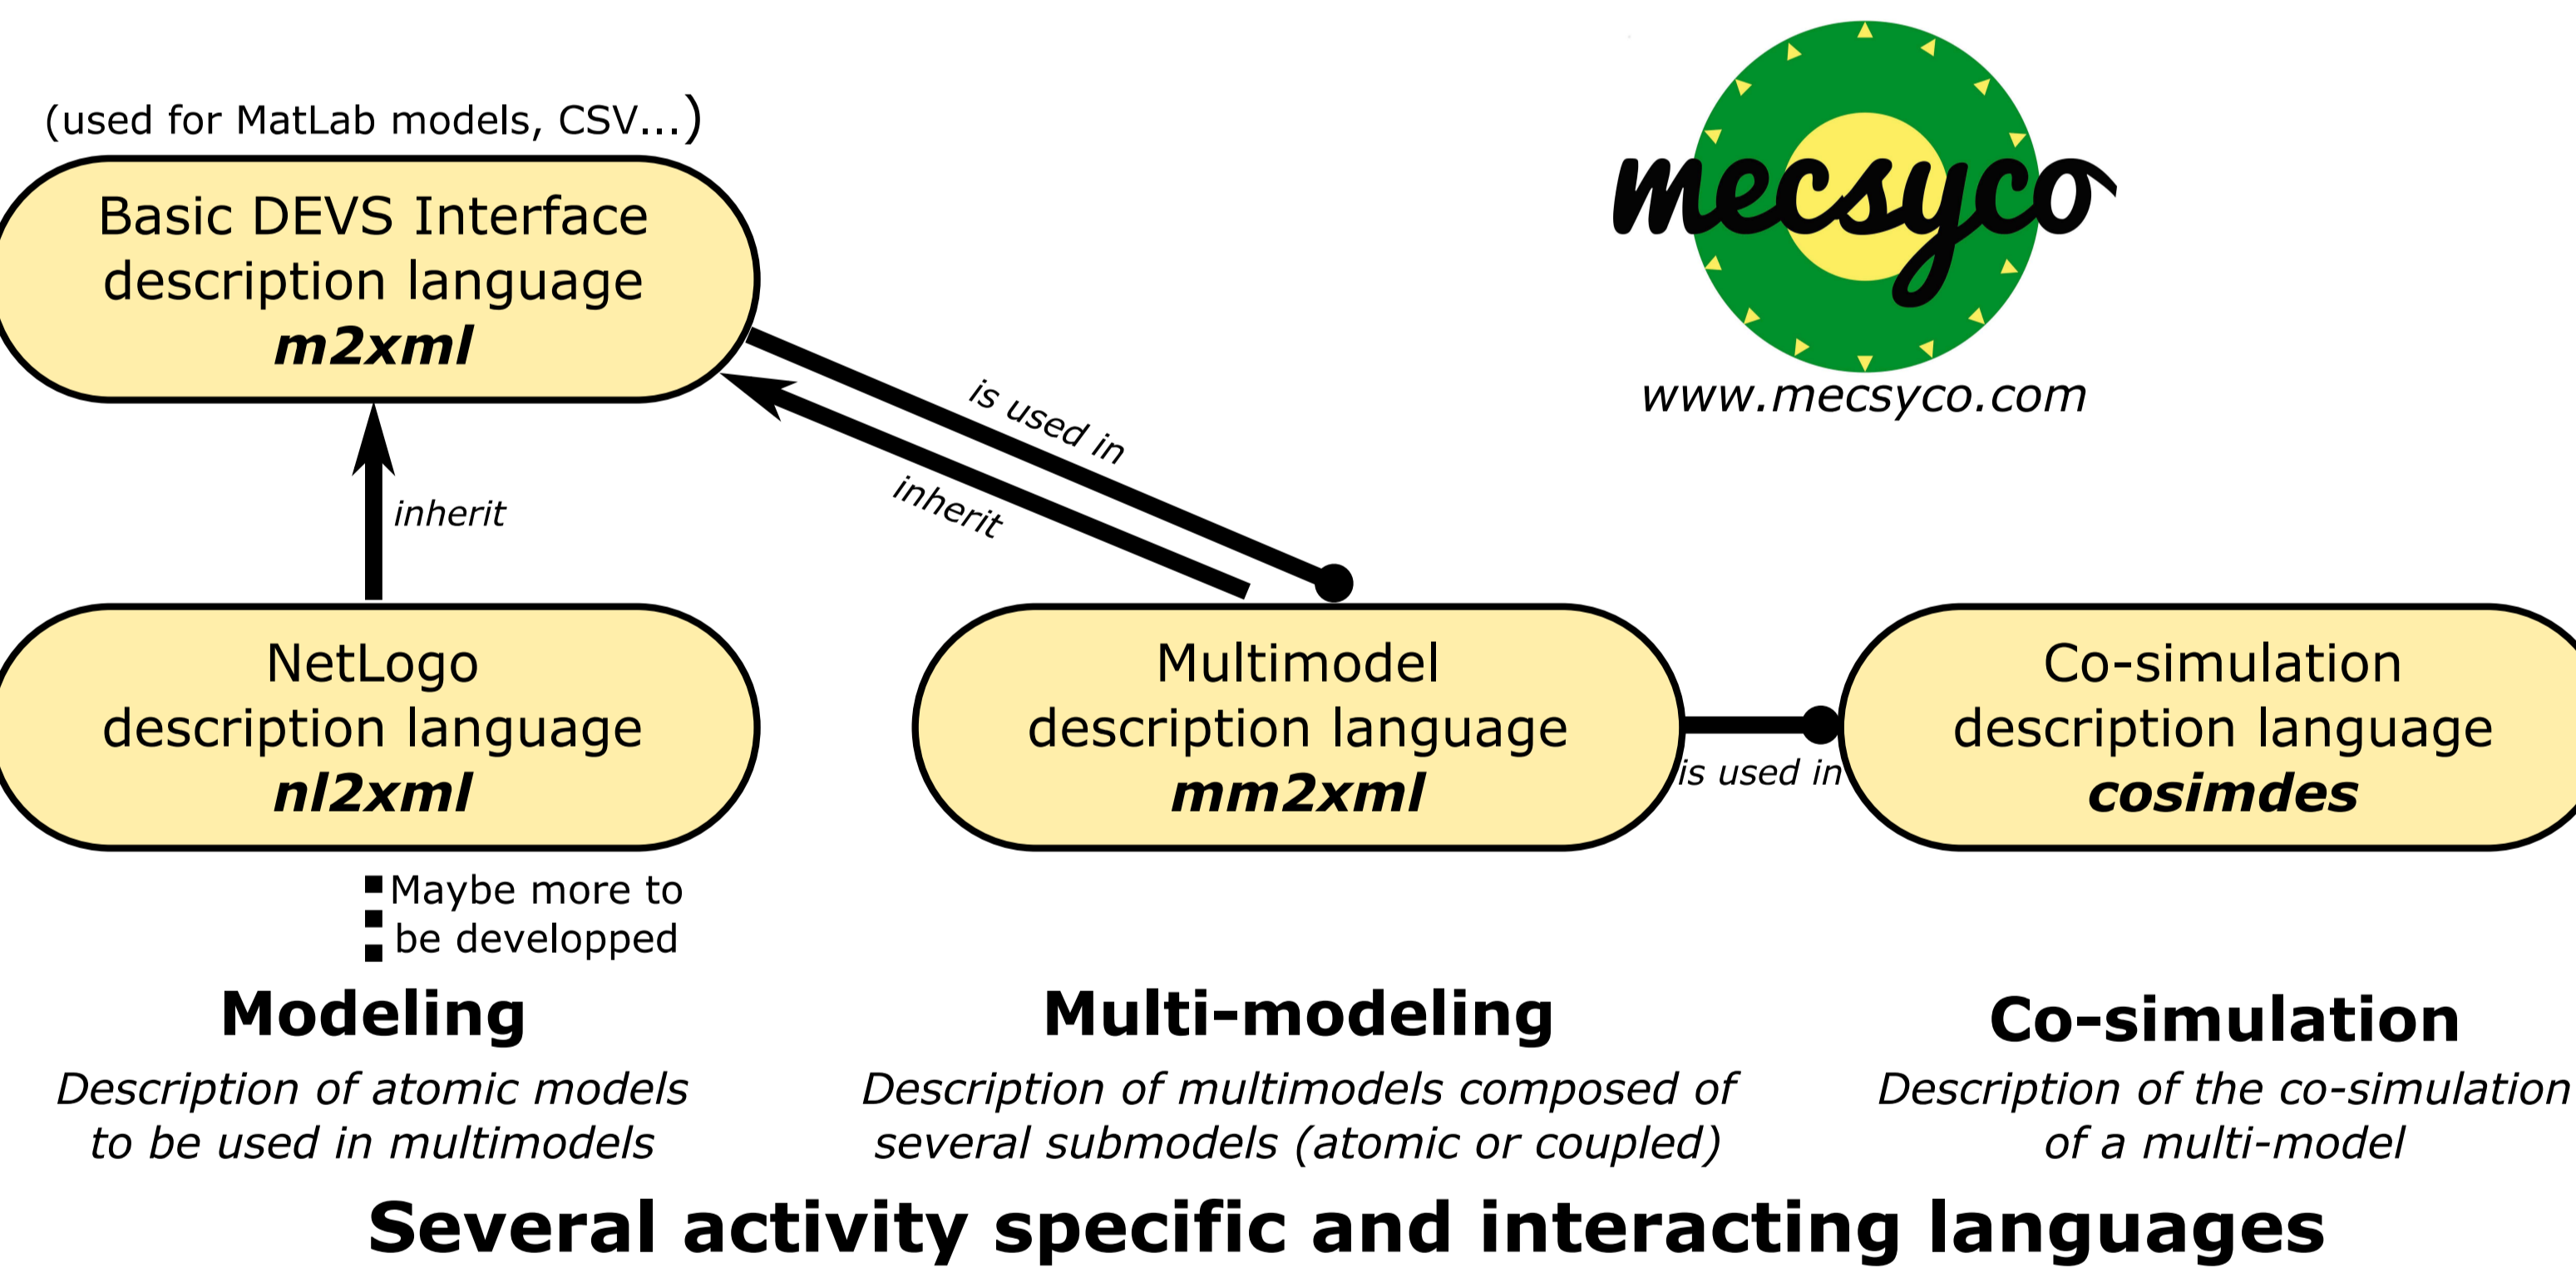 (used for MatLab models, CSV...)
Basic DEVS Interface
description language
m2xml
mecsyco
www.mecsyco.com
is used in
inherit
inherit
NetLogo
description language
nl2xml
Multimodel
description language
mm2xml
is used in
Co-simulation
description language
cosimdes
Maybe more to
be developped
Modeling
Description of atomic models
to be used in multimodels
Multi-modeling
Description of multimodels composed of
several submodels (atomic or coupled)
Co-simulation
Description of the co-simulation
of a multi-model
Several activity specific and interacting languages